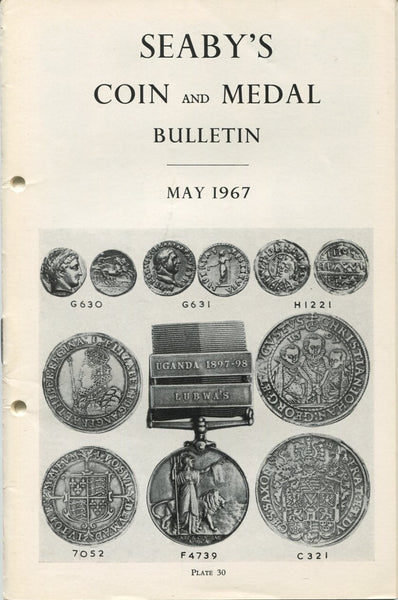 SEABY'S
COIN AND MEDAL
BULLETIN
MAY 1967
G630 G631 H1221
UGANDA 1897-98
LUBWA'S
7052 F4739 C321
PLATE 30